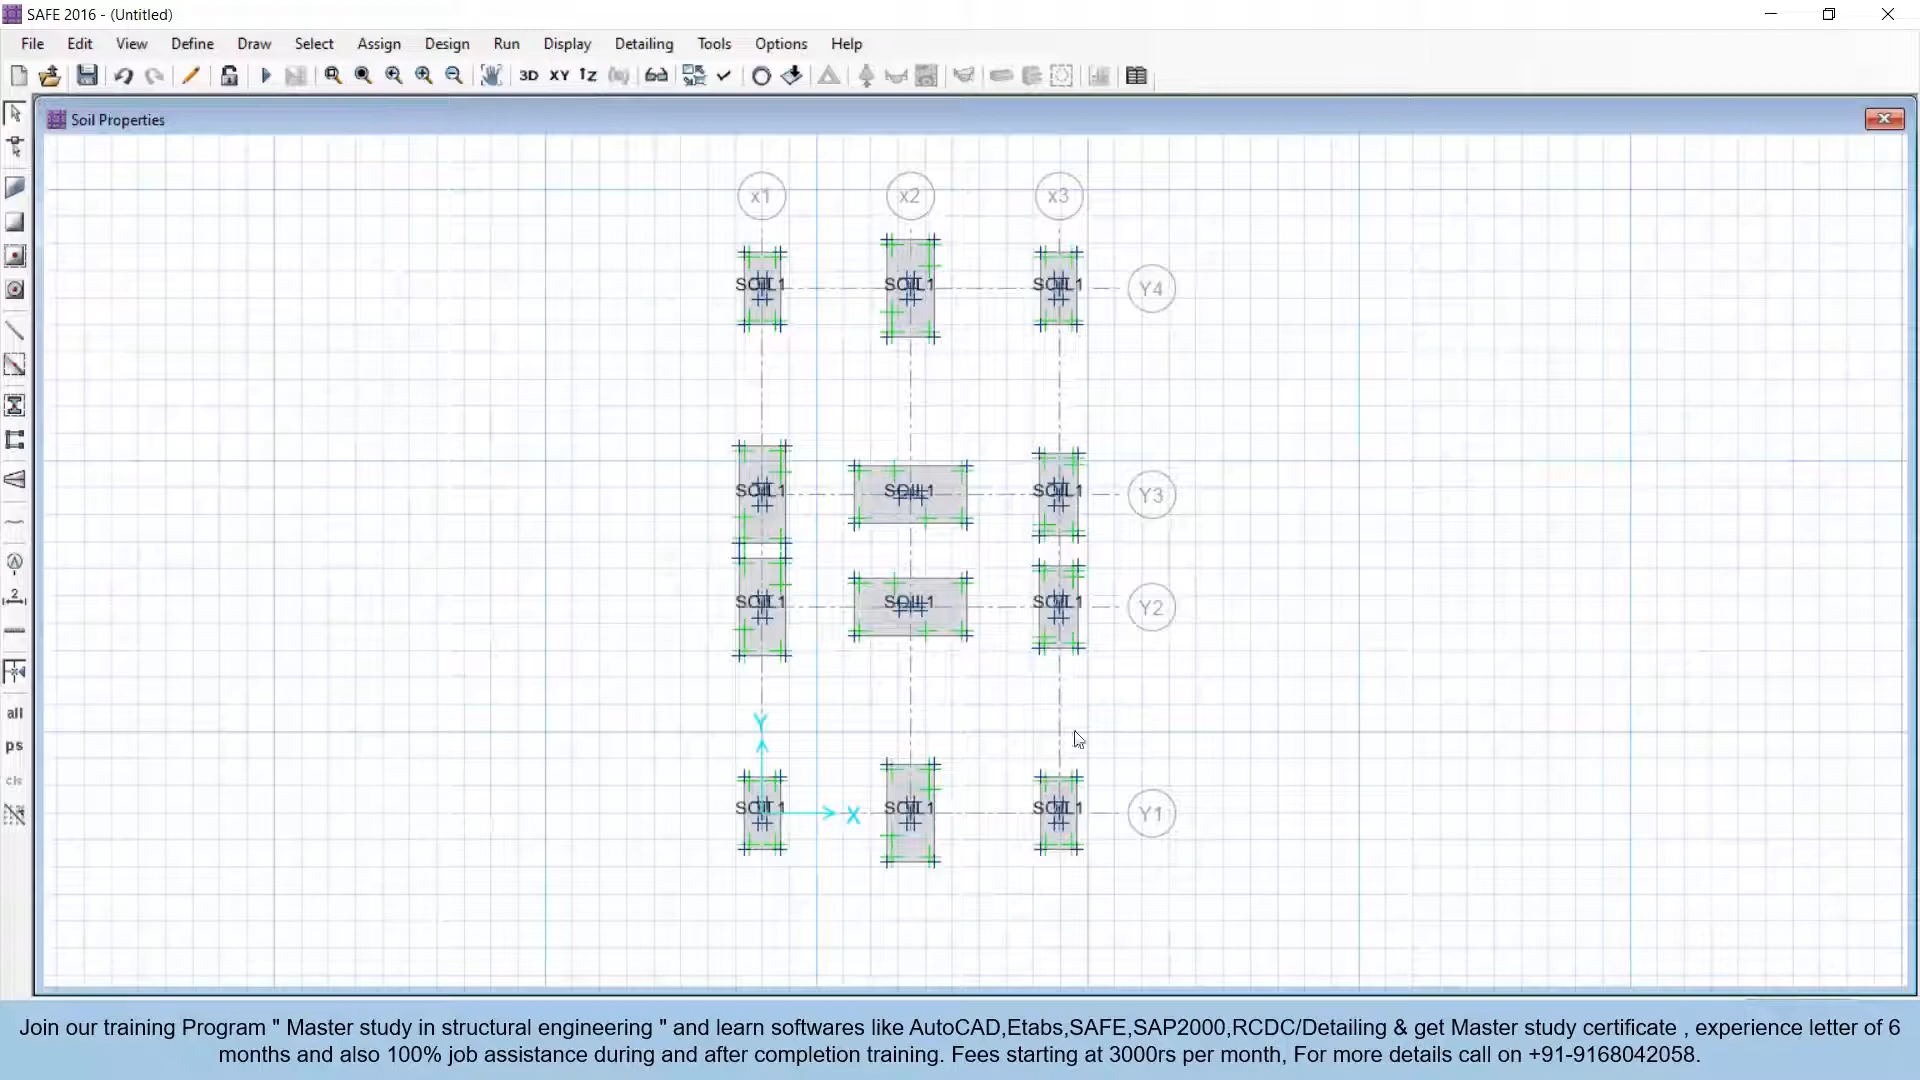 SAFE 2016 - (Untitled)
File Edit View Define Draw Select Assign Design Run Display Detailing Tools Options Help
3D XY
Soil Properties
x1 x2 x3
SOIL1 SOIL1 SOIL1 Y4
SOIL1 SOIL1 SOIL1 Y3
SOIL1 SOIL1 SOIL1 Y2
Y
SOIL1 X SOIL1 SOIL1 Y1
2
all
ps
clr
Join our training Program " Master study in structural engineering " and learn softwares like AutoCAD,Etabs,SAFE,SAP2000,RCDC/Detailing & get Master study certificate , experience letter of 6
months and also 100% job assistance during and after completion training. Fees starting at 3000rs per month, For more details call on +91-9168042058.